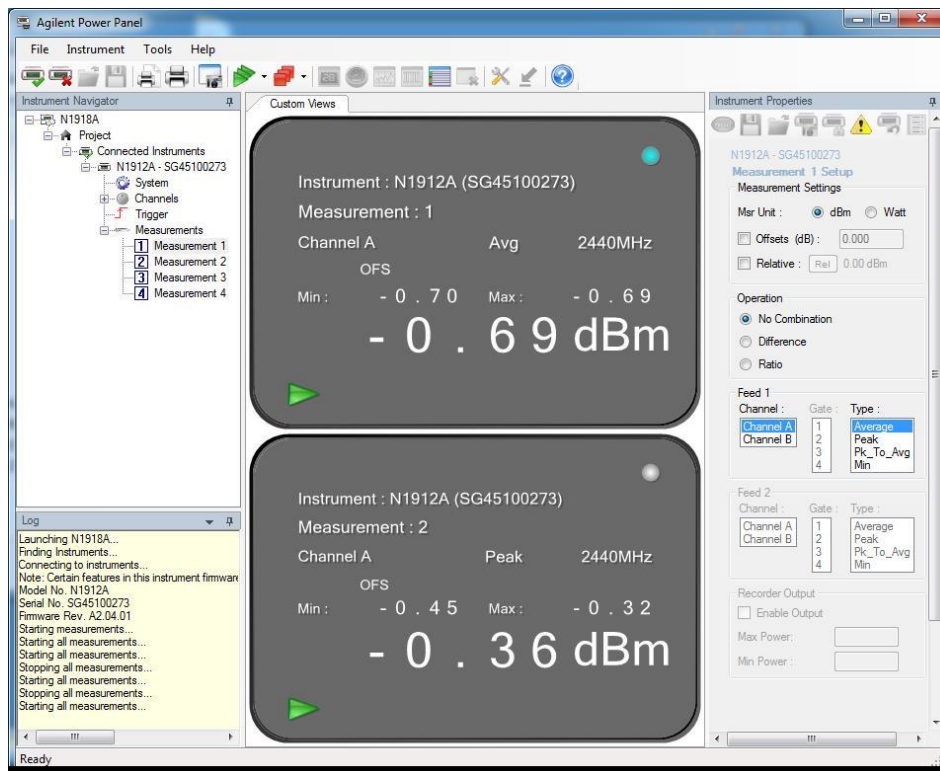 Agilent Power Panel
File Instrument Tools Help
Instrument Navigator
N1918A
Project
Connected Instruments
N1912A - SG45100273
System
Channels
Trigger
Measurements
1 Measurement 1
2 Measurement 2
3 Measurement 3
4 Measurement 4
Log
Launching N1918A...
Finding Instruments...
Connecting to instruments...
Note: Certain features in this instrument firmware
Model No. N1912A
Serial No. SG45100273
Firmware Rev. A2.04.01
Starting measurements...
Starting all measurements...
Starting all measurements...
Stopping all measurements...
Starting all measurements...
Stopping all measurements...
Starting all measurements...
Custom Views
Instrument : N1912A (SG45100273)
Measurement : 1
Channel A Avg 2440MHz
OFS
Min : - 0 . 7 0 Max : - 0 . 6 9
- 0 . 6 9 dBm
Instrument : N1912A (SG45100273)
Measurement : 2
Channel A Peak 2440MHz
OFS
Min : - 0 . 4 5 Max : - 0 . 3 2
- 0 . 3 6 dBm
Instrument Properties
N1912A - SG45100273
Measurement 1 Setup
Measurement Settings
Msr Unit : dBm Watt
Offsets (dB) : 0.000
Relative : Rel 0.00 dBm
Operation
No Combination
Difference
Ratio
Feed 1
Channel : Gate : Type :
Channel A 1 Average
Channel B 2 Peak
3 Pk_To_Avg
4 Min
Feed 2
Channel : Gate : Type :
Channel A 1 Average
Channel B 2 Peak
3 Pk_To_Avg
4 Min
Recorder Output
Enable Output
Max Power:
Min Power :
Ready